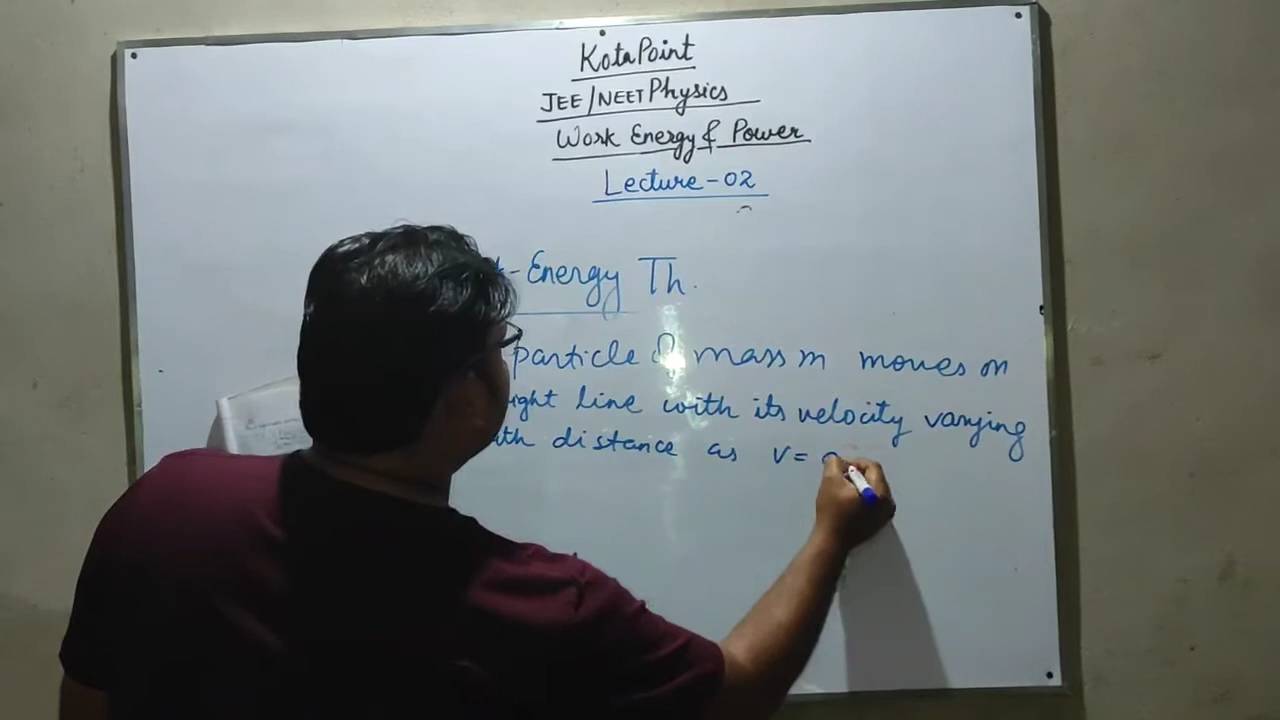 KotaPoint
JEE/NEET Physics
Work Energy & Power
Lecture-02
-Energy Th.
particle of mass m moves on
line with its velocity varying
distance as v=